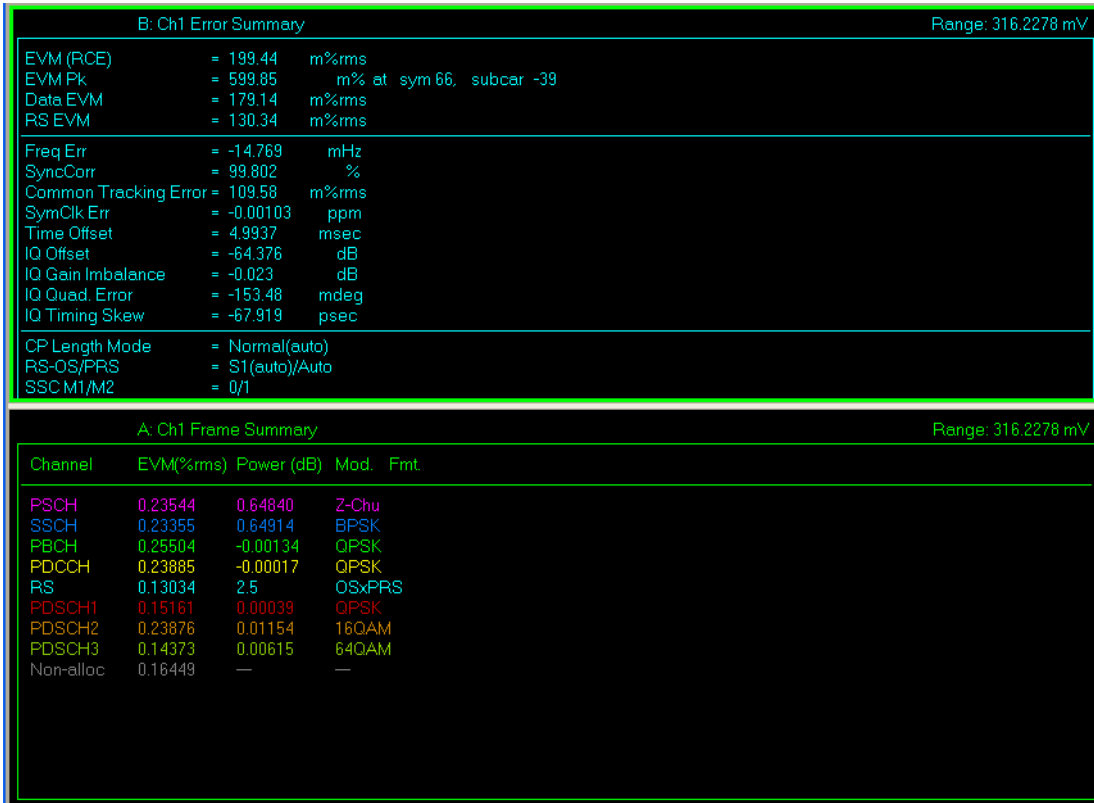 B: Ch1 Error Summary Range: 316.2278 mV
EVM (RCE) = 199.44 m%rms
EVM Pk = 599.85 m% at sym 66, subcar -39
Data EVM = 179.14 m%rms
RS EVM = 130.34 m%rms
Freq Err = -14.769 mHz
SyncCorr = 99.802 %
Common Tracking Error = 109.58 m%rms
SymClk Err = -0.00103 ppm
Time Offset = 4.9937 msec
IQ Offset = -64.376 dB
IQ Gain Imbalance = -0.023 dB
IQ Quad. Error = -153.48 mdeg
IQ Timing Skew = -67.919 psec
CP Length Mode = Normal(auto)
RS-OS/PRS = S1(auto)/Auto
SSC M1/M2 = 0/1
A: Ch1 Frame Summary Range: 316.2278 mV
Channel EVM(%rms) Power (dB) Mod. Fmt.
PSCH 0.23544 0.64840 Z-Chu
SSCH 0.23355 0.64914 BPSK
PBCH 0.25504 -0.00134 QPSK
PDCCH 0.23885 -0.00017 QPSK
RS 0.13034 2.5 OSxPRS
PDSCH1 0.15161 0.00039 QPSK
PDSCH2 0.23876 0.01154 16QAM
PDSCH3 0.14373 0.00615 64QAM
Non-alloc 0.16449 — —